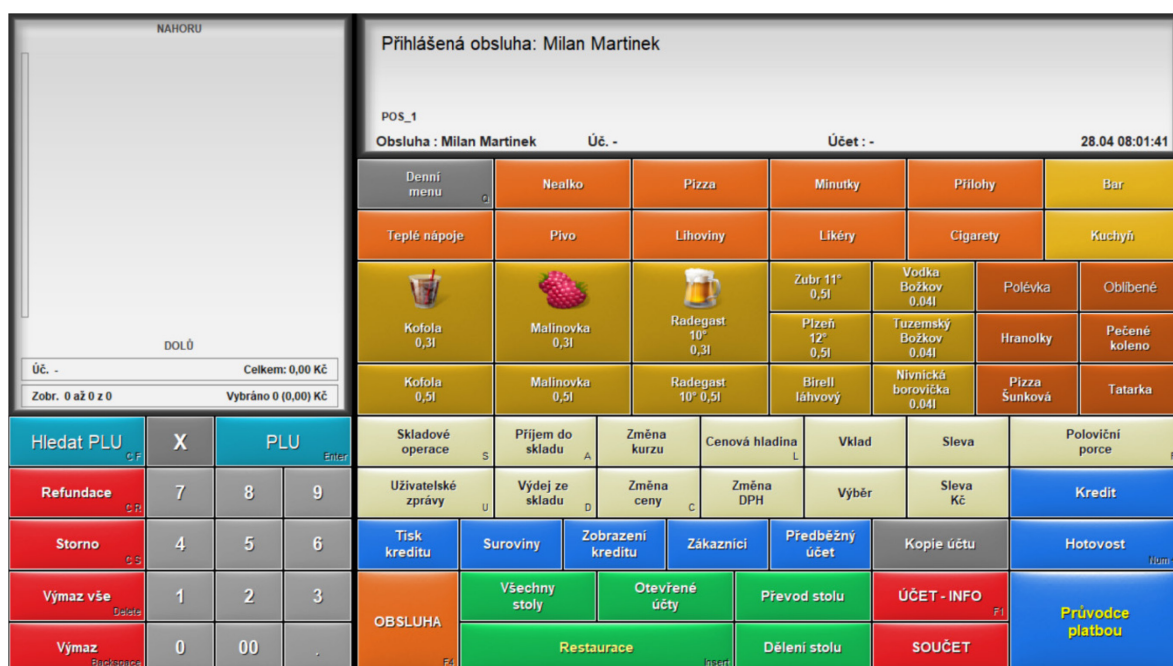 NAHORU
DOLŮ
Úč. - Celkem: 0,00 Kč
Zobr. 0 až 0 z 0 Vybráno 0 (0,00) Kč
Přihlášená obsluha: Milan Martinek
POS_1
Obsluha : Milan Martinek Úč. - Účet : - 28.04 08:01:41
Denní
menu Q
Nealko
Pizza
Minutky
Přílohy
Bar
Teplé nápoje
Pivo
Lihoviny
Likéry
Cigarety
Kuchyň
Kofola
0,3l
Malinovka
0,3l
Radegast
10°
0,3l
Zubr 11°
0,5l
Vodka
Božkov
0.04l
Polévka
Oblíbené
Plzeň
12°
0,5l
Tuzemský
Božkov
0.04l
Hranolky
Pečené
koleno
Kofola
0,5l
Malinovka
0,5l
Radegast
10° 0,5l
Birell
láhvový
Nivnická
borovička
0.04l
Pizza
Šunková
Tatarka
Hledat PLU C F
X
PLU Enter
Refundace C R
7
8
9
Storno C S
4
5
6
Výmaz vše Delete
1
2
3
Výmaz Backspace
0
00
.
Skladové
operace S
Příjem do
skladu A
Změna
kurzu
Cenová hladina L
Vklad
Sleva
Poloviční
porce
Uživatelské
zprávy U
Výdej ze
skladu D
Změna
ceny C
Změna
DPH
Výběr
Sleva
Kč
Kredit
Tisk
kreditu
Suroviny
Zobrazení
kreditu
Zákazníci
Předběžný
účet
Kopie účtu
Hotovost Num-
OBSLUHA F4
Všechny
stoly
Otevřené
účty
Převod stolu
ÚČET - INFO F1
Průvodce
platbou
Restaurace Insert
Dělení stolu
SOUČET